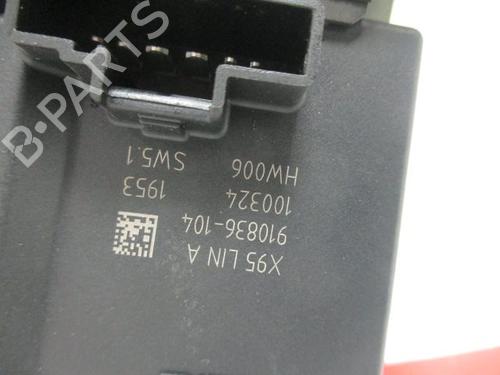 X95 LIN A
910836-104
100324 1953
HW006 SW5.1
B-PARTS